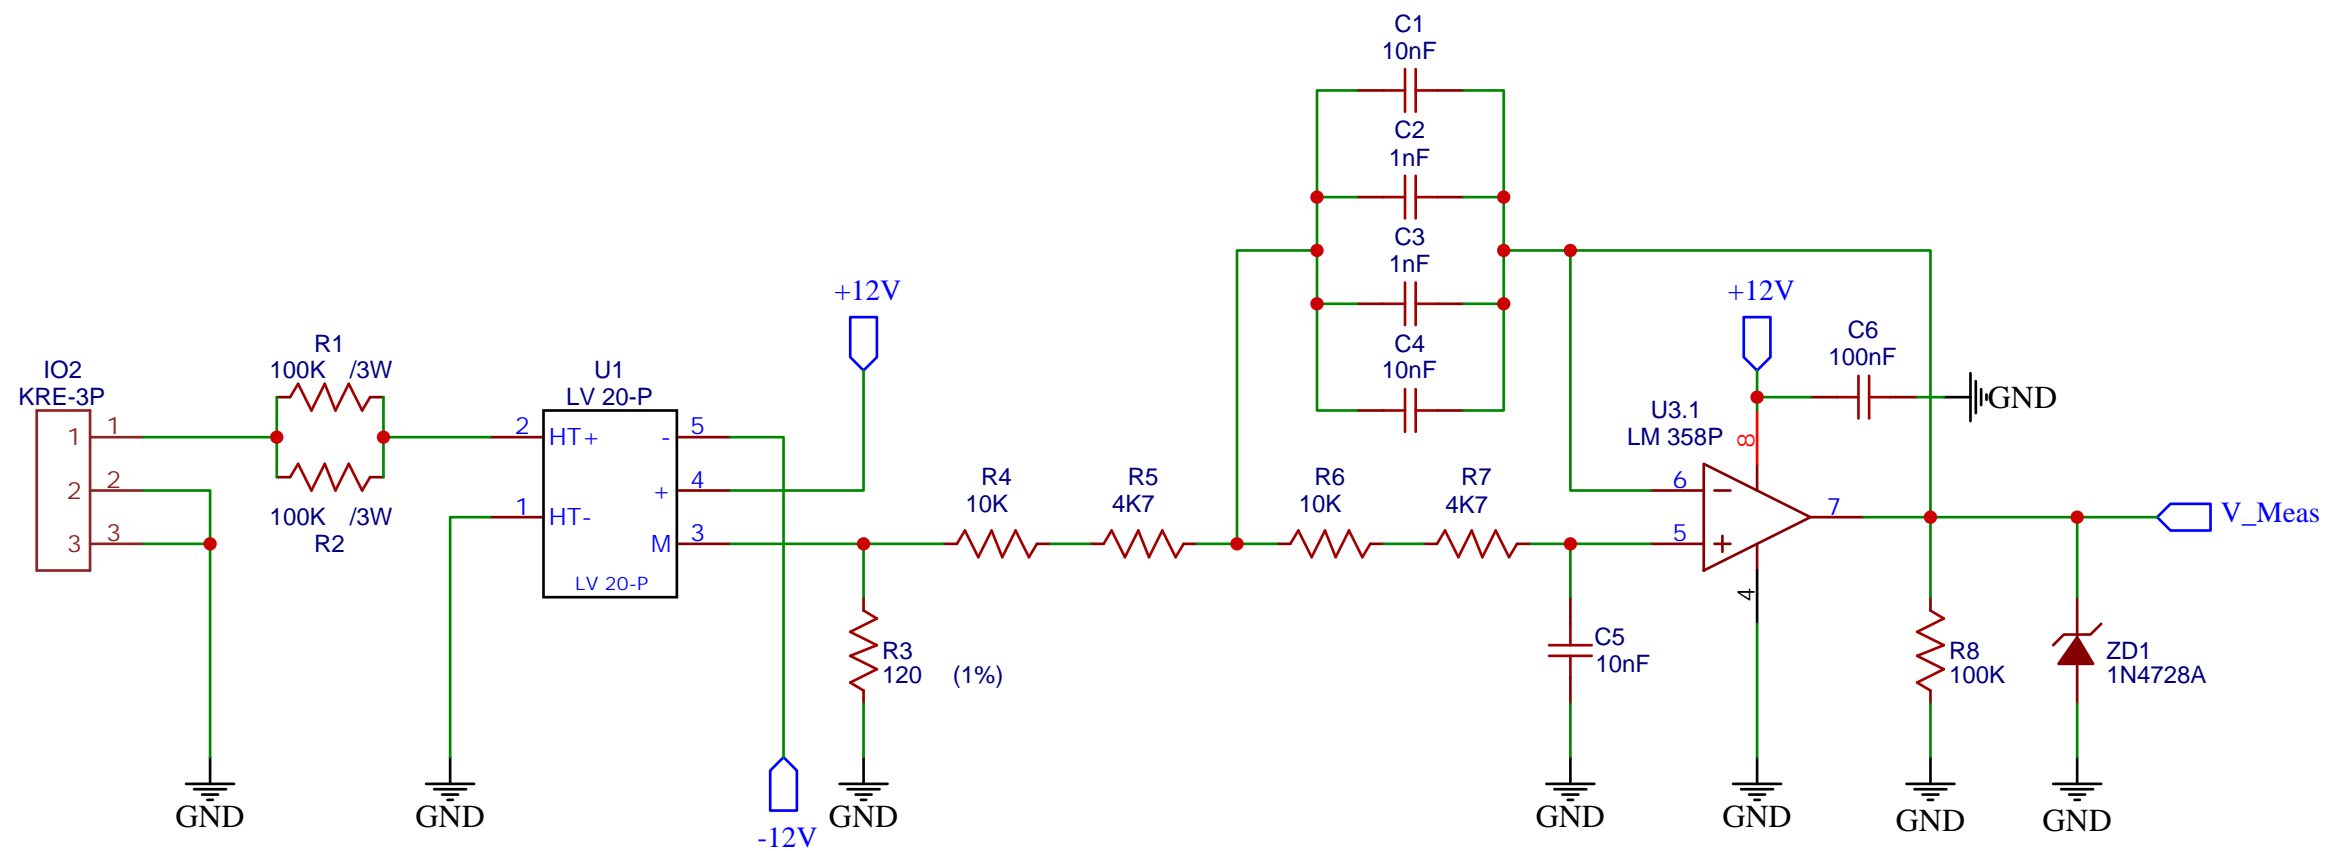 C1
10nF
C2
1nF
C3
1nF
C4
10nF
+12V
+12V
C6
100nF
GND
R1
100K /3W
IO2
KRE-3P
1 1
2 2
3 3
100K /3W
R2
U1
LV 20-P
2 HT+
1 HT-
- 5
+ 4
M 3
LV 20-P
R4
10K
R5
4K7
R6
10K
R7
4K7
U3.1
LM 358P
8
6
5
7
4
V_Meas
R3
120 (1%)
C5
10nF
R8
100K
ZD1
1N4728A
GND
GND
-12V
GND
GND
GND
GND
GND